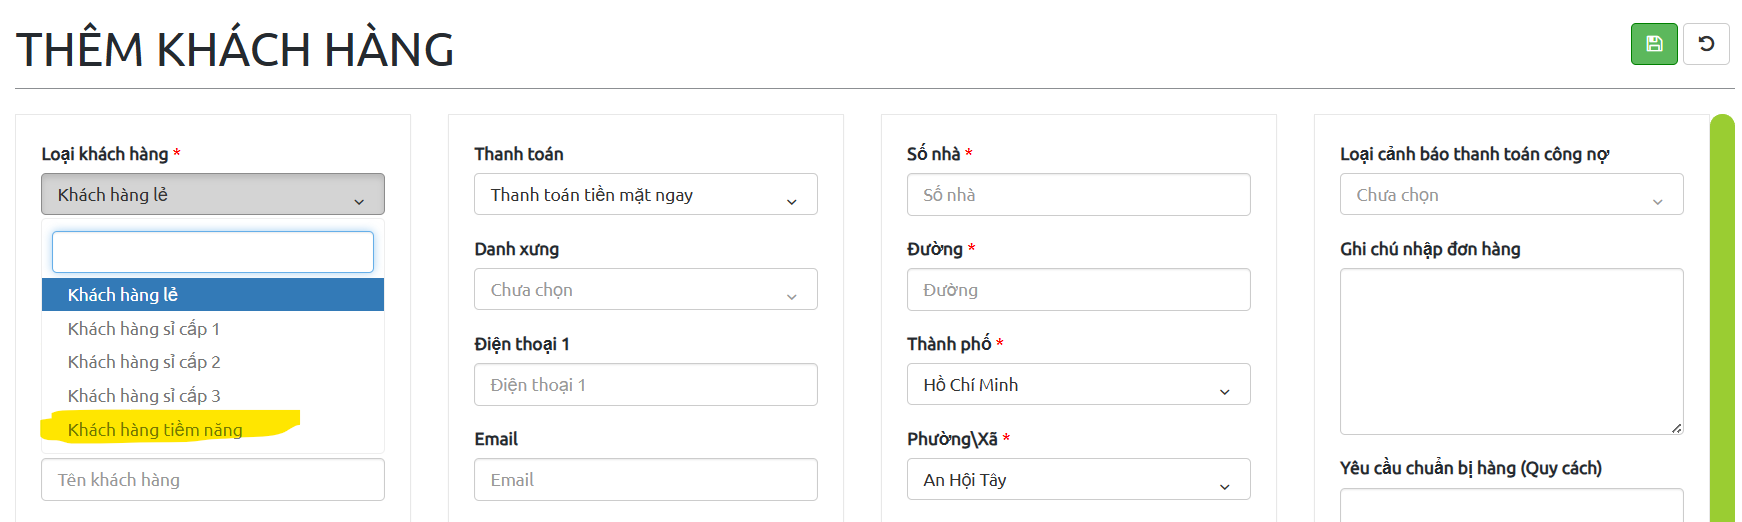 THÊM KHÁCH HÀNG
Loại khách hàng *
Khách hàng lẻ
Khách hàng lẻ
Khách hàng sỉ cấp 1
Khách hàng sỉ cấp 2
Khách hàng sỉ cấp 3
Khách hàng tiềm năng
Tên khách hàng
Thanh toán
Thanh toán tiền mặt ngay
Danh xưng
Chưa chọn
Điện thoại 1
Điện thoại 1
Email
Email
Số nhà *
Số nhà
Đường *
Đường
Thành phố *
Hồ Chí Minh
Phường\Xã *
An Hội Tây
Loại cảnh báo thanh toán công nợ
Chưa chọn
Ghi chú nhập đơn hàng
Yêu cầu chuẩn bị hàng (Quy cách)